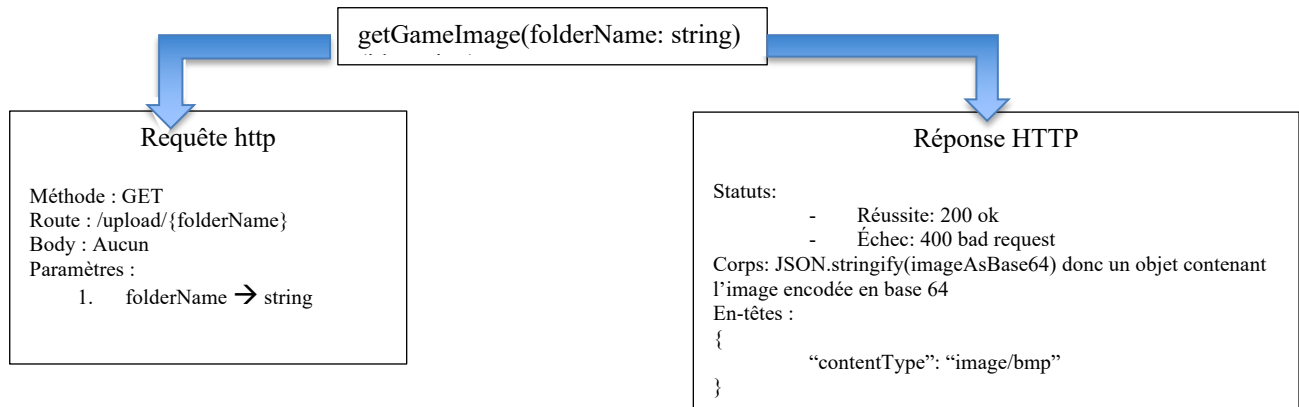 getGameImage(folderName: string)
Requête http
Méthode : GET
Route : /upload/{folderName}
Body : Aucun
Paramètres :
1. folderName → string
Réponse HTTP
Statuts:
- Réussite: 200 ok
- Échec: 400 bad request
Corps: JSON.stringify(imageAsBase64) donc un objet contenant
l’image encodée en base 64
En-têtes :
{
“contentType”: “image/bmp”
}